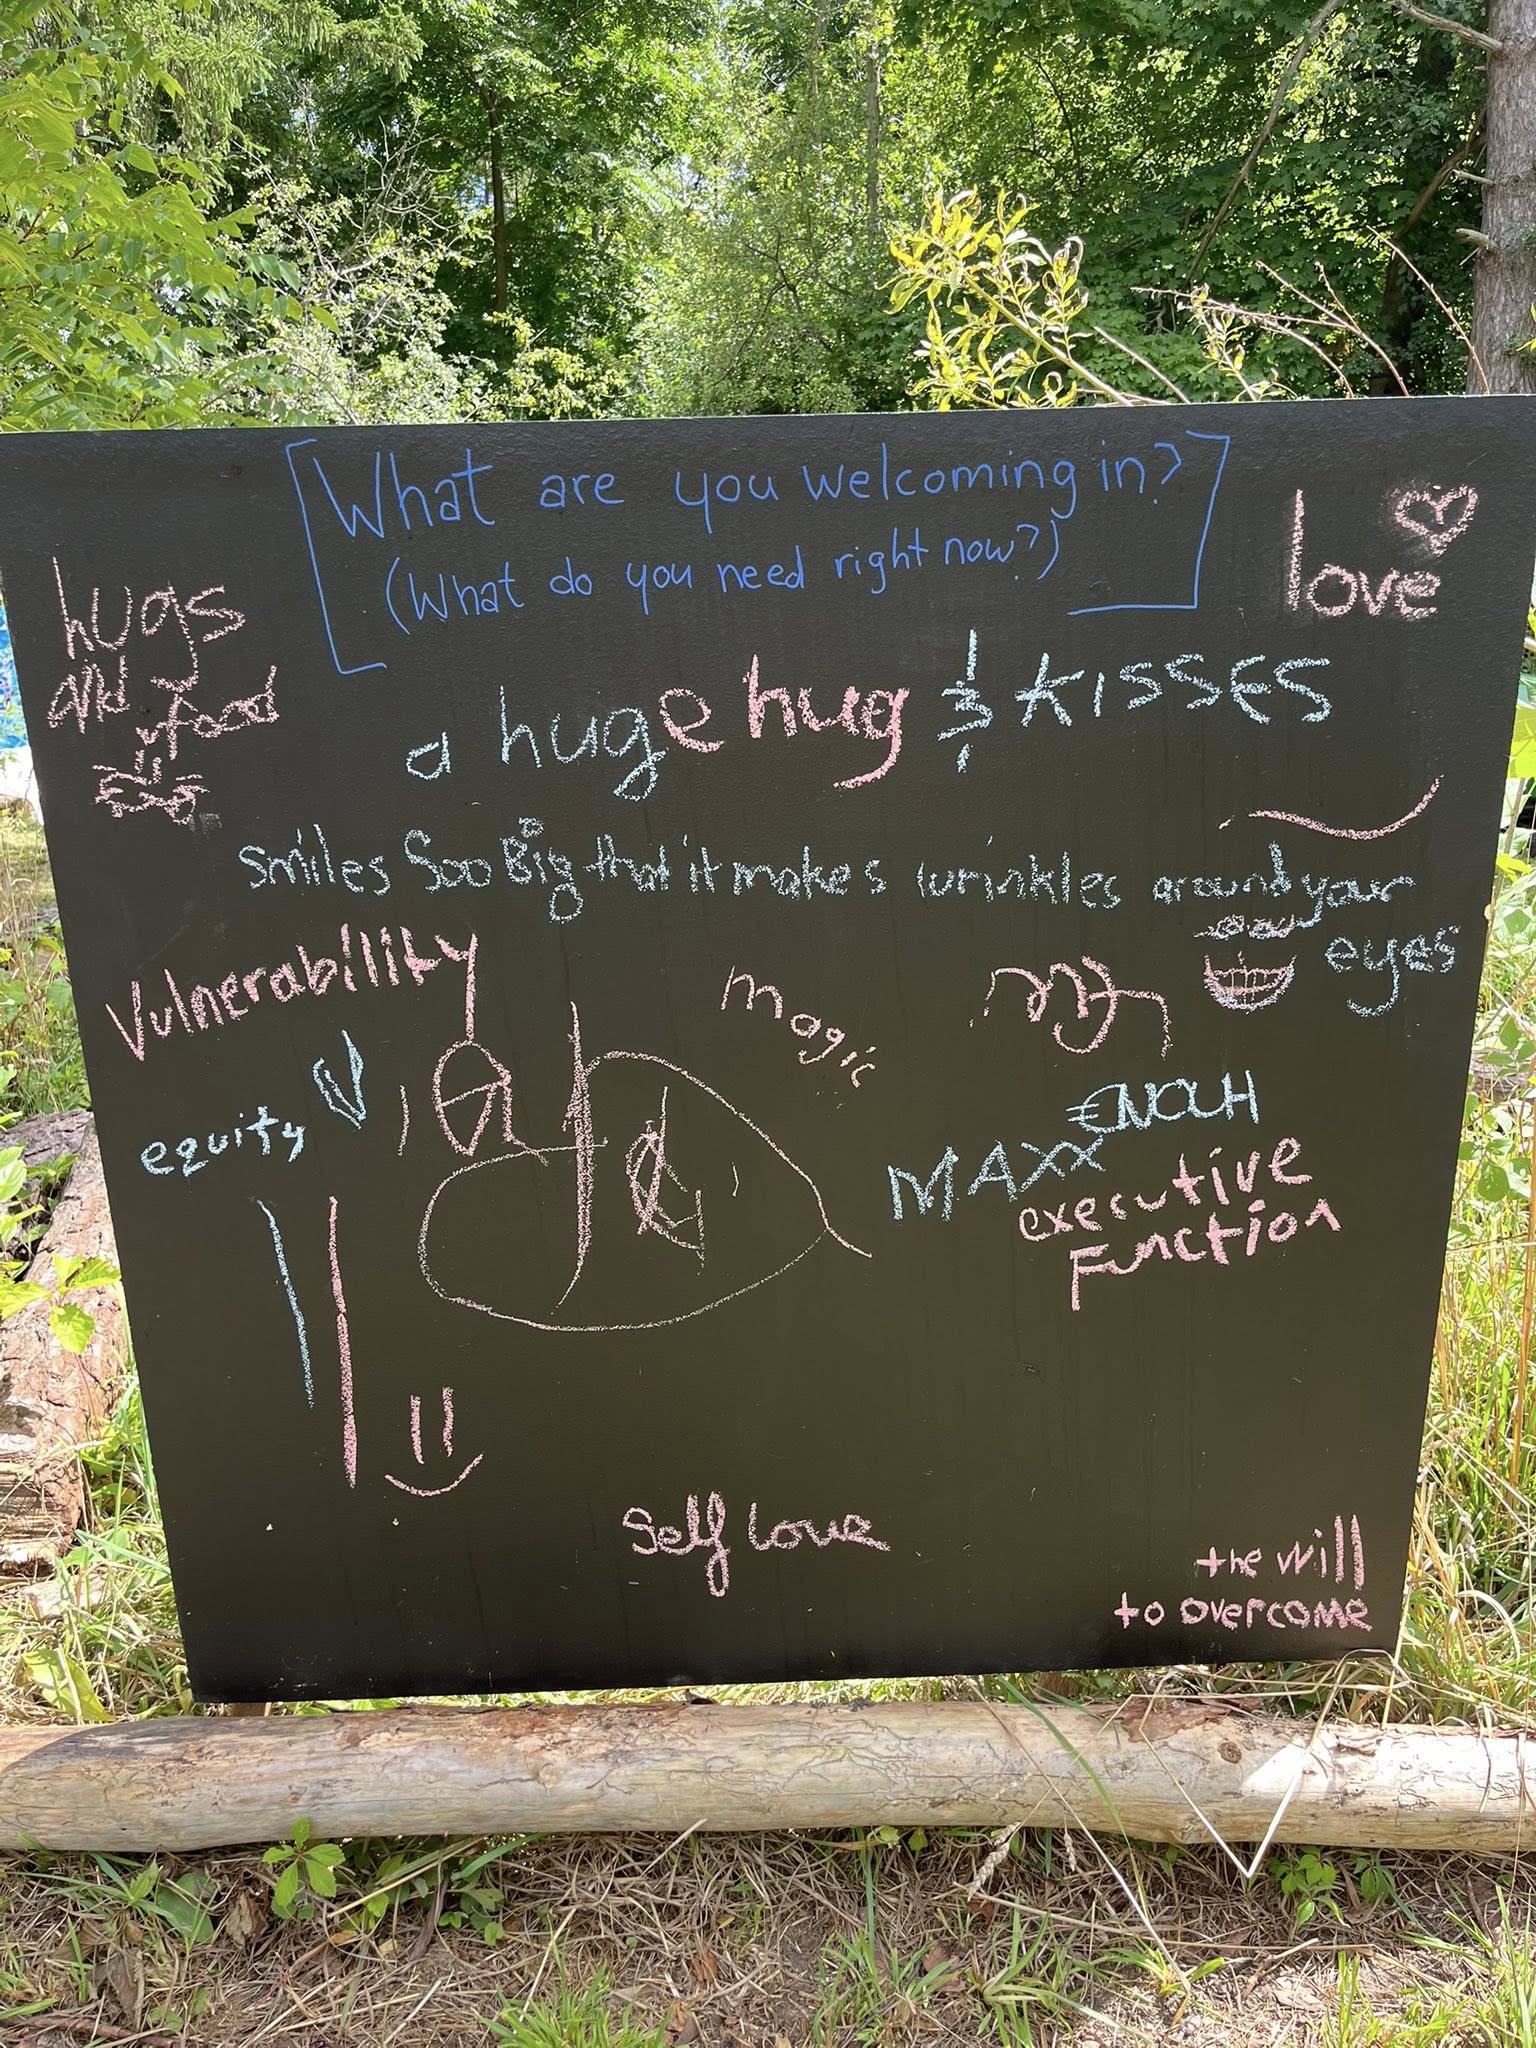 What are you welcoming in?
(What do you need right now?)
love
hugs
and
food
a huge hug & KISSES
Smiles Soo Big that it makes wrinkles around your
eyes
Vulnerability
magic
equity
ENOUH
MAXX
executive
Function
Self Love
the will
to overcome